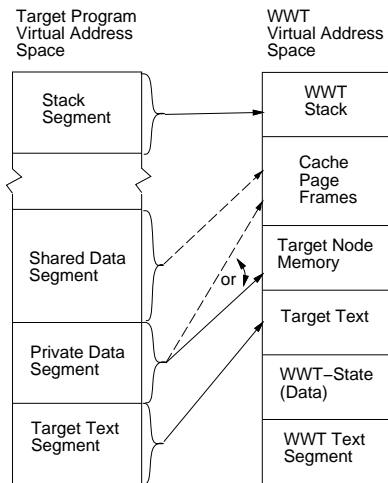 Target Program
Virtual Address
Space
Stack
Segment
Shared Data
Segment
Private Data
Segment
Target Text
Segment
or
WWT
Virtual Address
Space
WWT
Stack
Cache
Page
Frames
Target Node
Memory
Target Text
WWT−State
(Data)
WWT Text
Segment